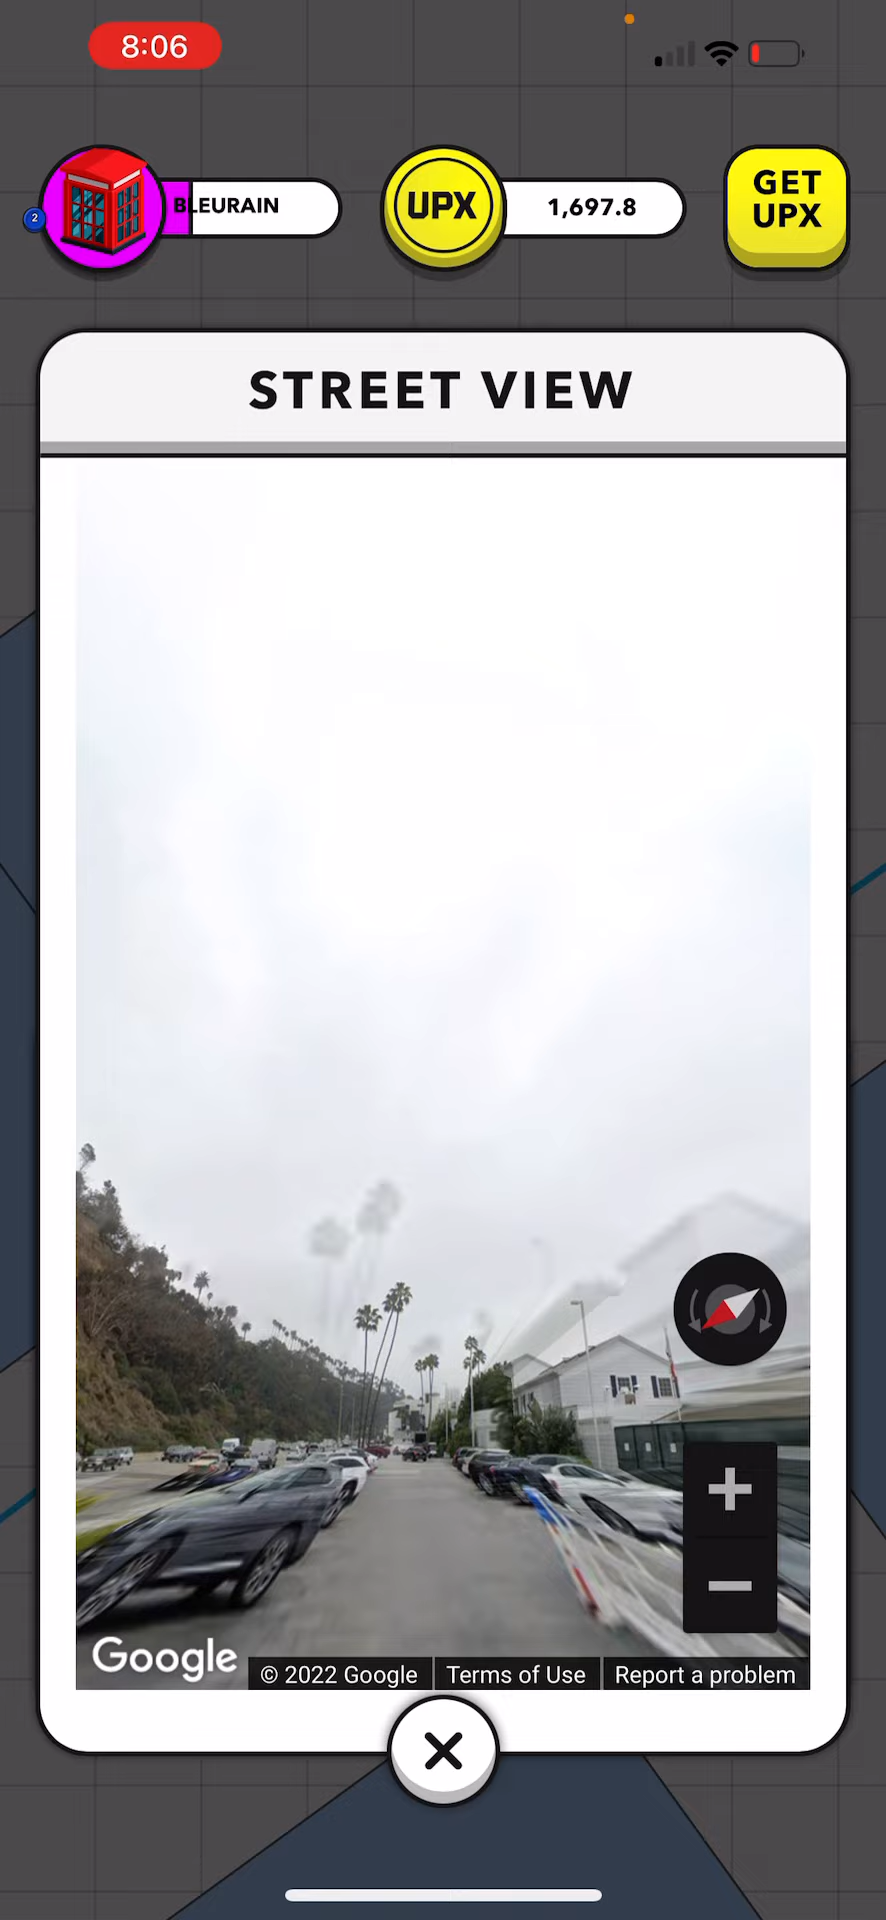 8:06
2
BLEURAIN
UPX
1,697.8
GET
UPX
STREET VIEW
Google
© 2022 Google
Terms of Use
Report a problem